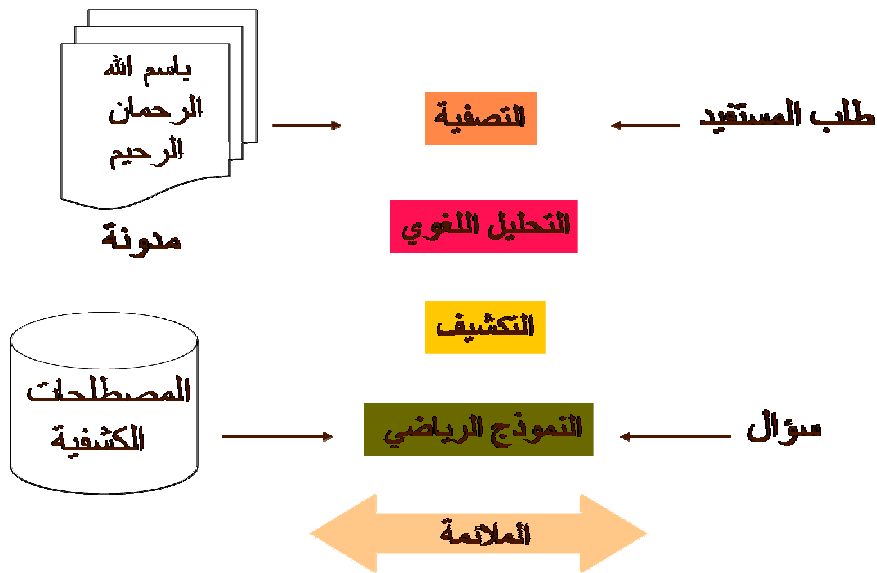 باسم الله
الرحمان
الرحيم
مدونة
التصفية
طلب المستفيد
التحليل اللغوي
التكشيف
المصطلحات
الكشفية
النموذج الرياضي
سؤال
الملائمة